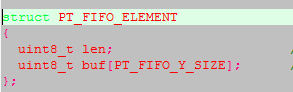 struct PT_FIFO_ELEMENT
{
  uint8_t len; /
  uint8_t buf[PT_FIFO_Y_SIZE]; /
};